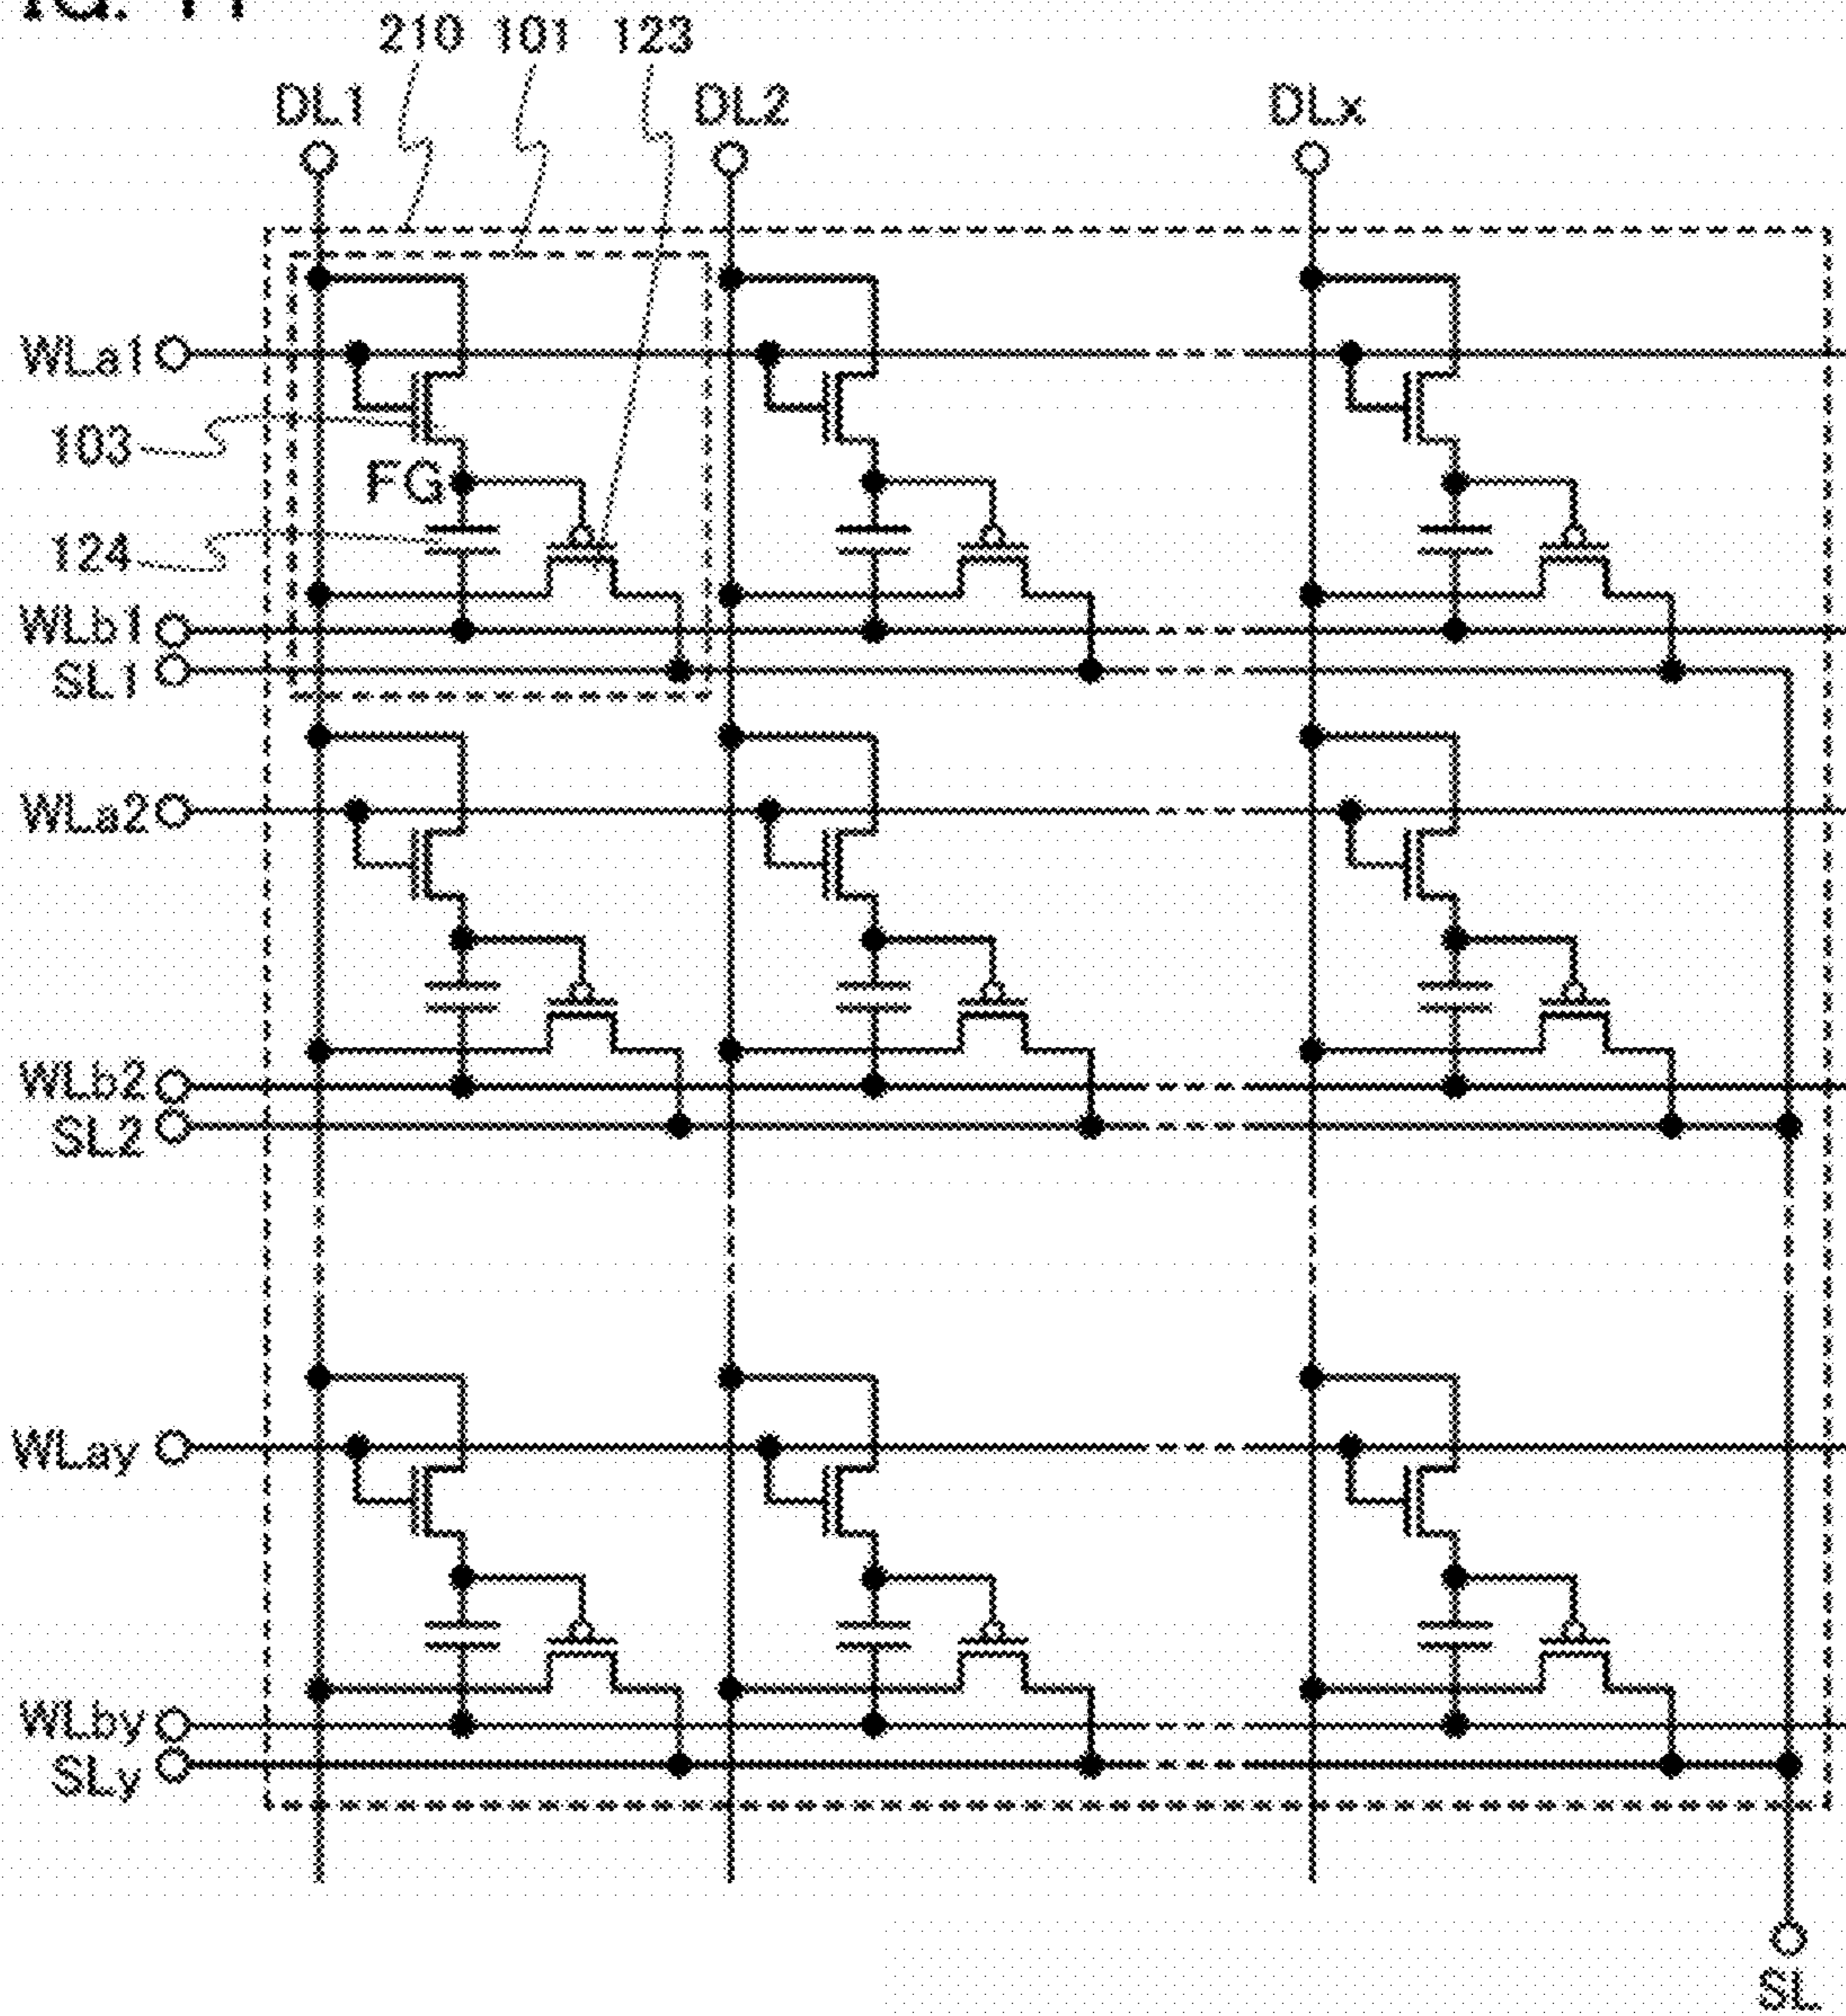 210 101 123
DL1 DL2 DLx
WLa1
103
FG
124
WLb1
SL1
WLa2
WLb2
SL2
WLay
WLby
SLy
SL